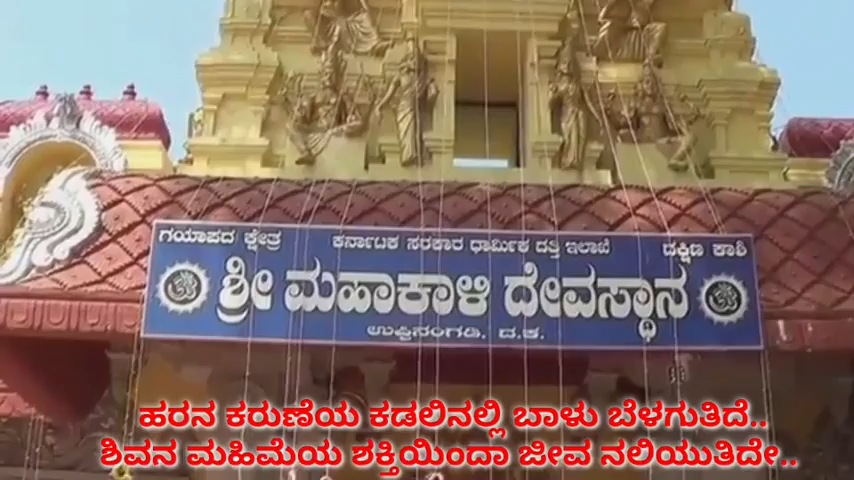 ಗಯಾಪದ ಕ್ಷೇತ್ರ ಕರ್ನಾಟಕ ಸರಕಾರ ಧಾರ್ಮಿಕ ದತ್ತಿ ಇಲಾಖೆ ದಕ್ಷಿಣ ಕಾಶಿ
ಶ್ರೀ ಮಹಾಕಾಳಿ ದೇವಸ್ಥಾನ
ಉಪ್ಪಿನಂಗಡಿ. ದ.ಕ.
ಹರನ ಕರುಣೆಯ ಕಡಲಿನಲ್ಲಿ ಬಾಳು ಬೆಳಗುತಿದೆ..
ಶಿವನ ಮಹಿಮೆಯ ಶಕ್ತಿಯಿಂದಾ ಜೀವ ನಲಿಯುತಿದೇ..